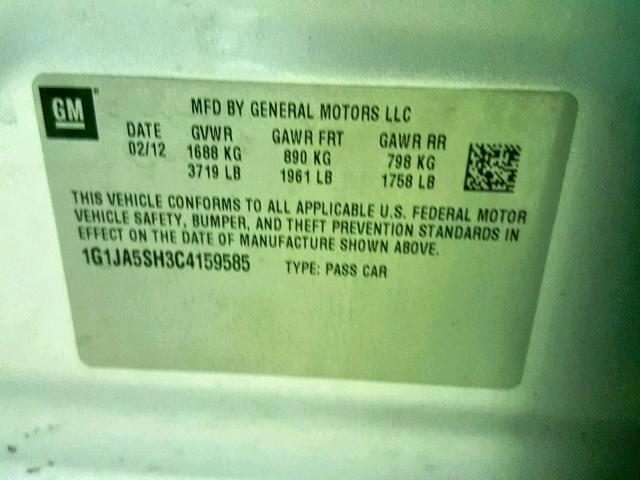 GM
MFD BY GENERAL MOTORS LLC
DATE GVWR GAWR FRT GAWR RR
02/12 1688 KG 890 KG 798 KG
3719 LB 1961 LB 1758 LB
THIS VEHICLE CONFORMS TO ALL APPLICABLE U.S. FEDERAL MOTOR
VEHICLE SAFETY, BUMPER, AND THEFT PREVENTION STANDARDS IN
EFFECT ON THE DATE OF MANUFACTURE SHOWN ABOVE.
1G1JA5SH3C4159585 TYPE: PASS CAR